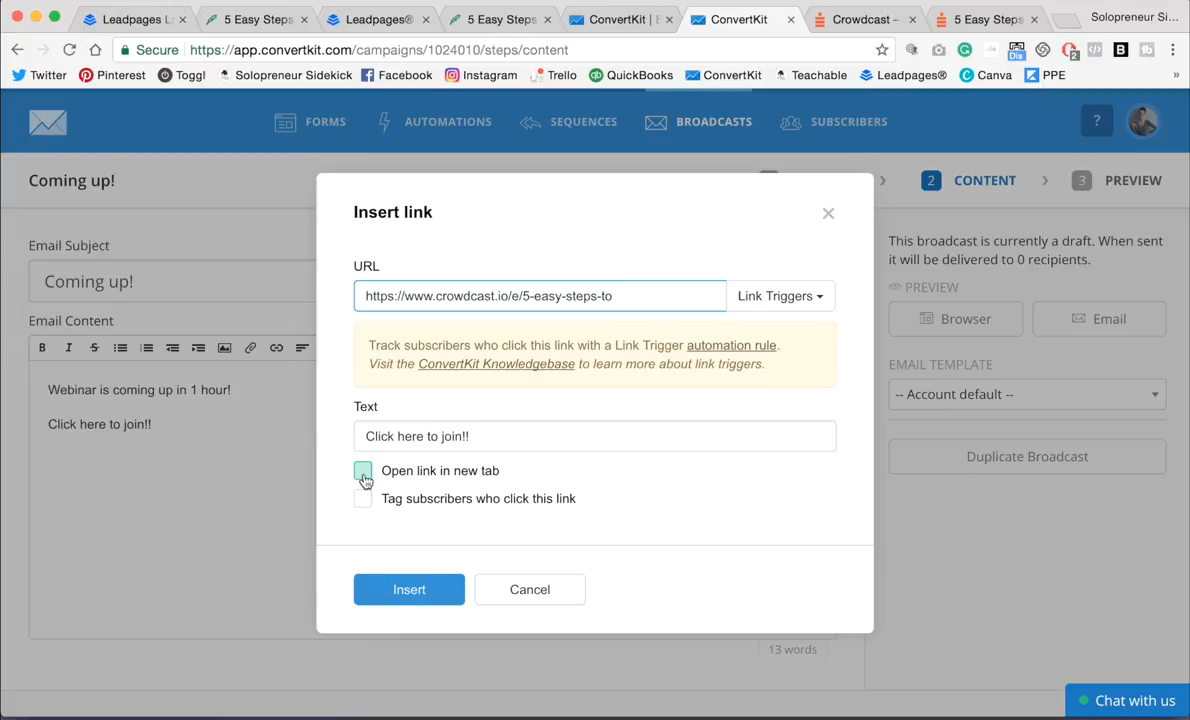 Leadpages L
5 Easy Steps
Leadpages®
5 Easy Steps
ConvertKit | E
ConvertKit
Crowdcast –
5 Easy Steps
Solopreneur Si...
Secure
https://app.convertkit.com/campaigns/1024010/steps/content
Twitter
Pinterest
Toggl
Solopreneur Sidekick
Facebook
Instagram
Trello
QuickBooks
ConvertKit
Teachable
Leadpages®
Canva
PPE
»
FORMS
AUTOMATIONS
SEQUENCES
BROADCASTS
SUBSCRIBERS
?
Coming up!
2 CONTENT
3 PREVIEW
Email Subject
Coming up!
Email Content
B I S
Webinar is coming up in 1 hour!
Click here to join!!
13 words
Insert link
URL
https://www.crowdcast.io/e/5-easy-steps-to
Link Triggers
Track subscribers who click this link with a Link Trigger automation rule.
Visit the ConvertKit Knowledgebase to learn more about link triggers.
Text
Click here to join!!
Open link in new tab
Tag subscribers who click this link
Insert
Cancel
This broadcast is currently a draft. When sent
it will be delivered to 0 recipients.
PREVIEW
Browser
Email
EMAIL TEMPLATE
-- Account default --
Duplicate Broadcast
Chat with us